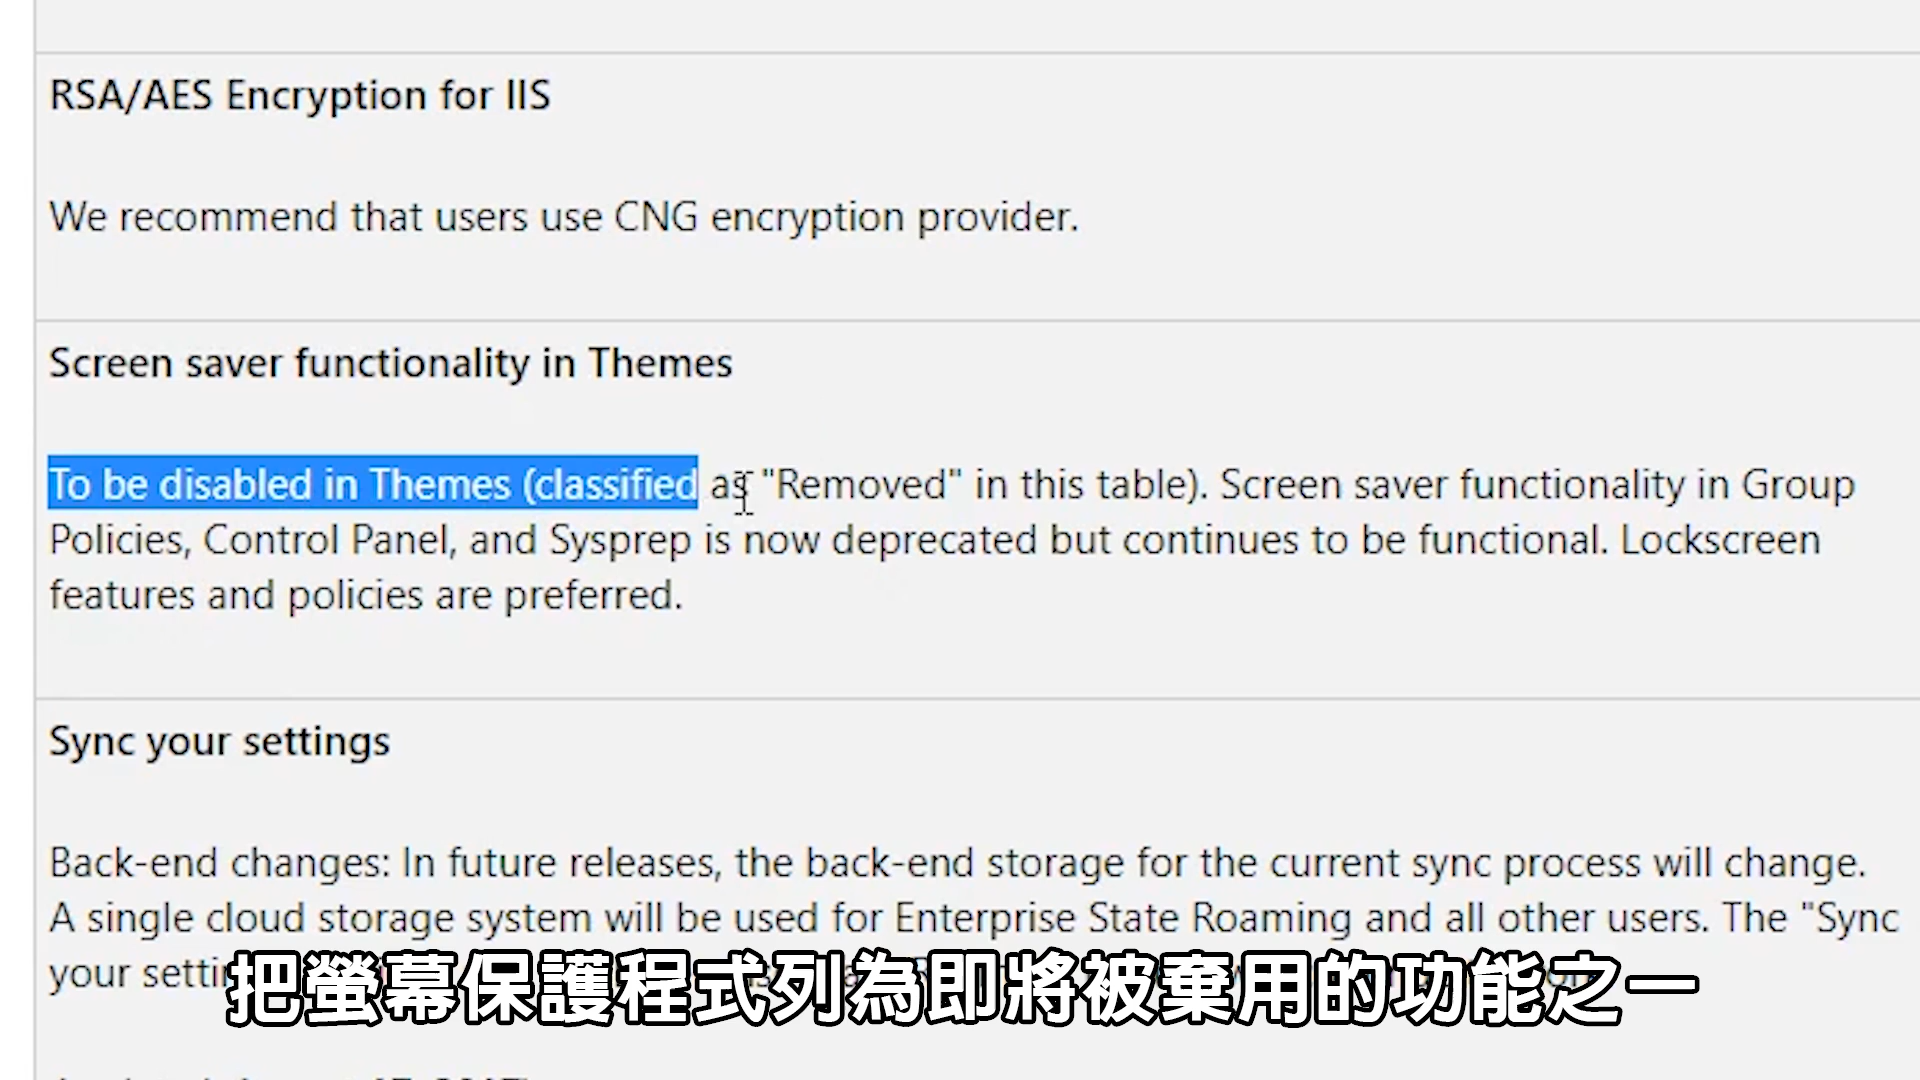 RSA/AES Encryption for IIS
We recommend that users use CNG encryption provider.
Screen saver functionality in Themes
To be disabled in Themes (classified as "Removed" in this table). Screen saver functionality in Group
Policies, Control Panel, and Sysprep is now deprecated but continues to be functional. Lockscreen
features and policies are preferred.
Sync your settings
Back-end changes: In future releases, the back-end storage for the current sync process will change.
A single cloud storage system will be used for Enterprise State Roaming and all other users. The "Sync
your
把螢幕保護程式列為即將被棄用的功能之一